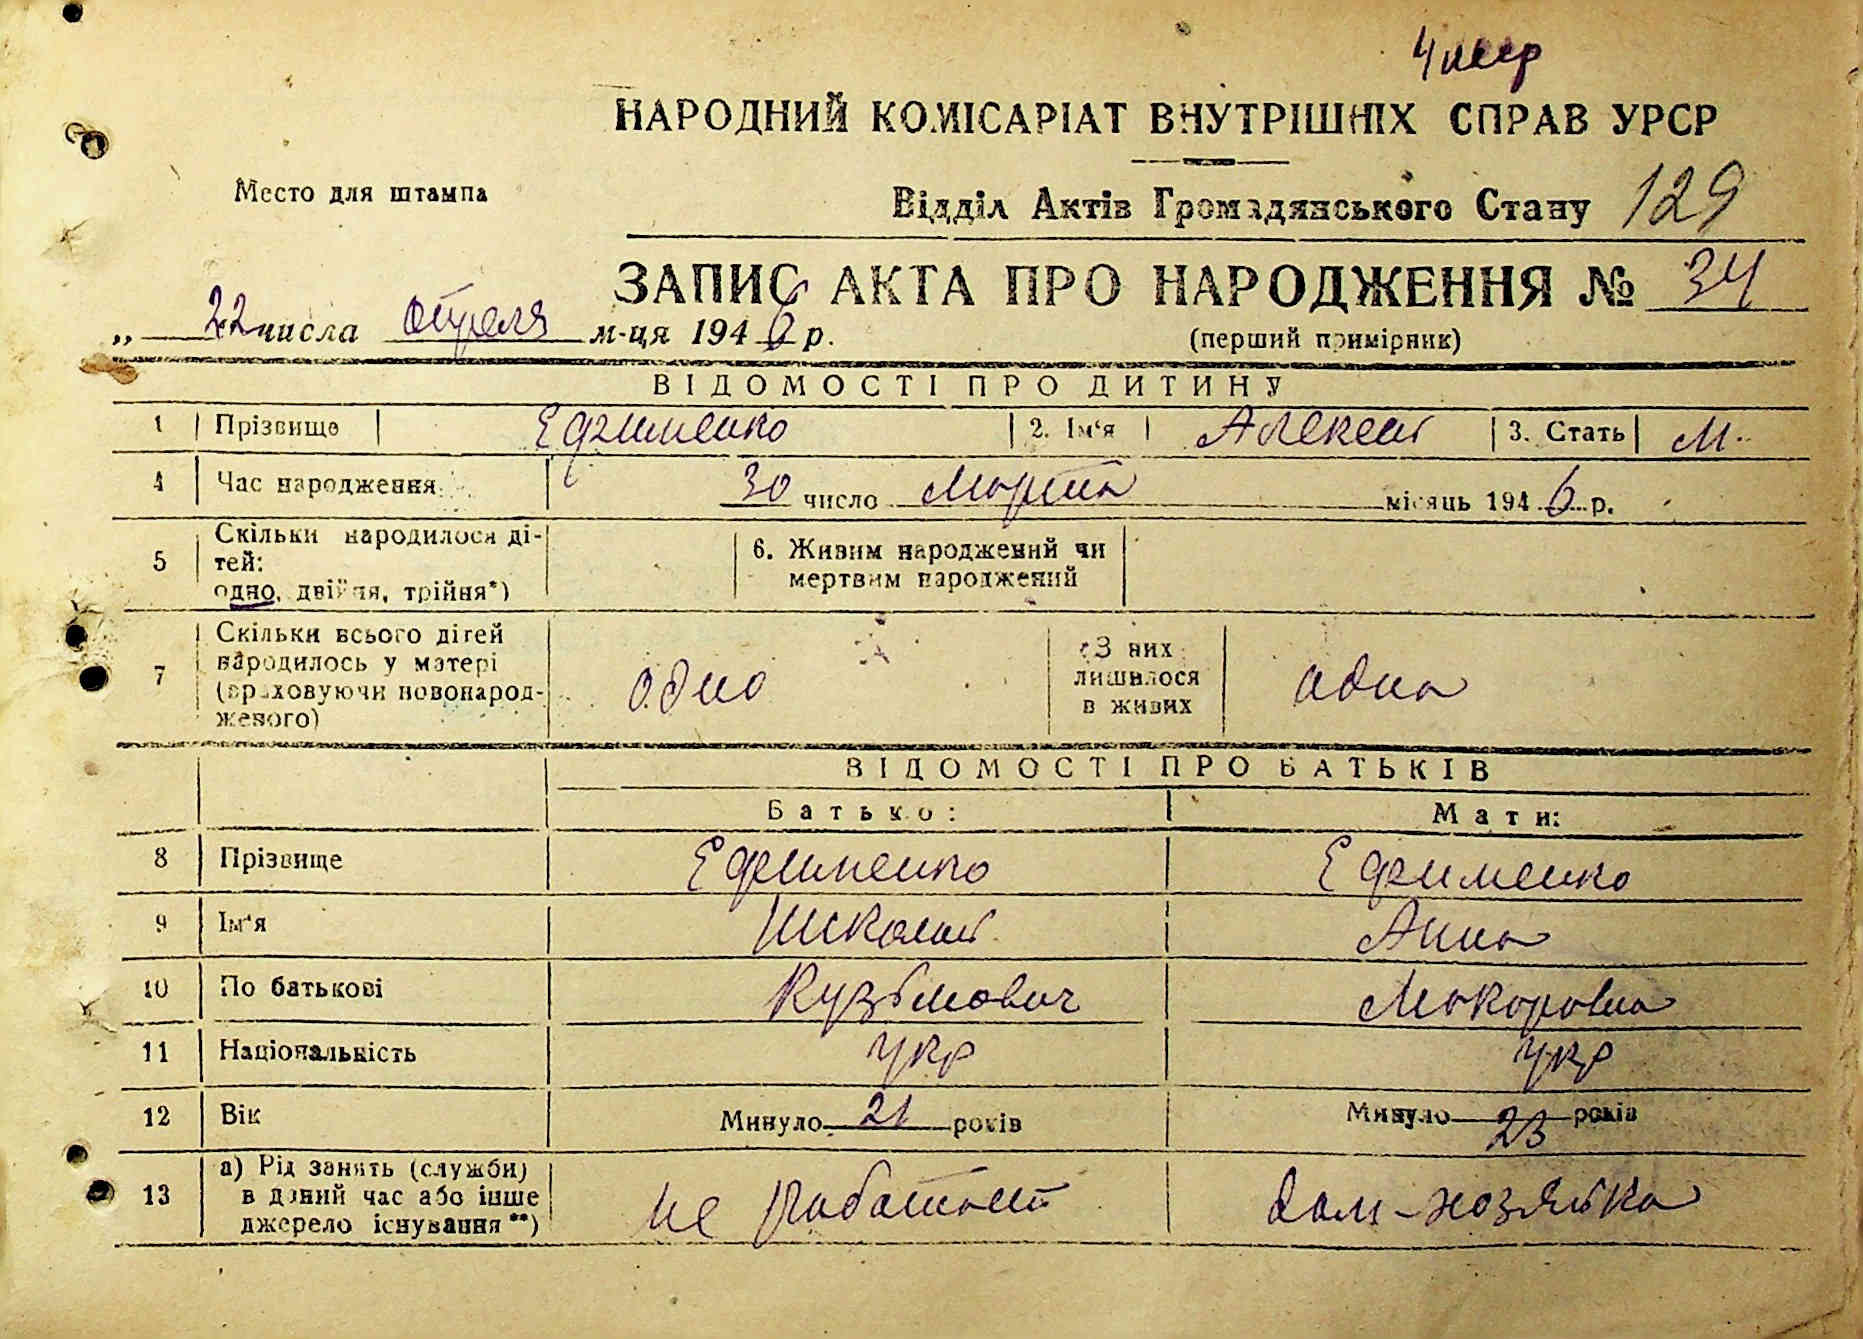 НАРОДНИЙ КОМІСАРІАТ ВНУТРІШНІХ СПРАВ УРСР
Место для штампа
Відділ Актів Громадянського Стану 129
ЗАПИС АКТА ПРО НАРОДЖЕННЯ № 34
„ 22 числа апреля м-ця 1946 р.
(перший примірник)
ВІДОМОСТІ ПРО ДИТИНУ
1 Прізвище Ефименко 2. Ім‘я Алексей 3. Стать М.
4 Час народження 30 число Марта місяць 1946 р.
5 Скільки народилося ді-
тей:
одно, двійня, трійня*)
6. Живим народжений чи
мертвим народжений
7 Скільки всього дітей
народилось у матері
(враховуючи новонарод-
женого)
одно
З них
лишилося
в живих
одна
ВІДОМОСТІ ПРО БАТЬКІВ
Батько: Мати:
8 Прізвище Ефименко Ефименко
9 Ім‘я Николай Анна
10 По батькові Кузьмович Макаровна
11 Національність укр укр
12 Вік Минуло 21 років Минуло 23 років
13 а) Рід занять (служби)
в даний час або інше
джерело існування**)
не работает дом-хозяйка